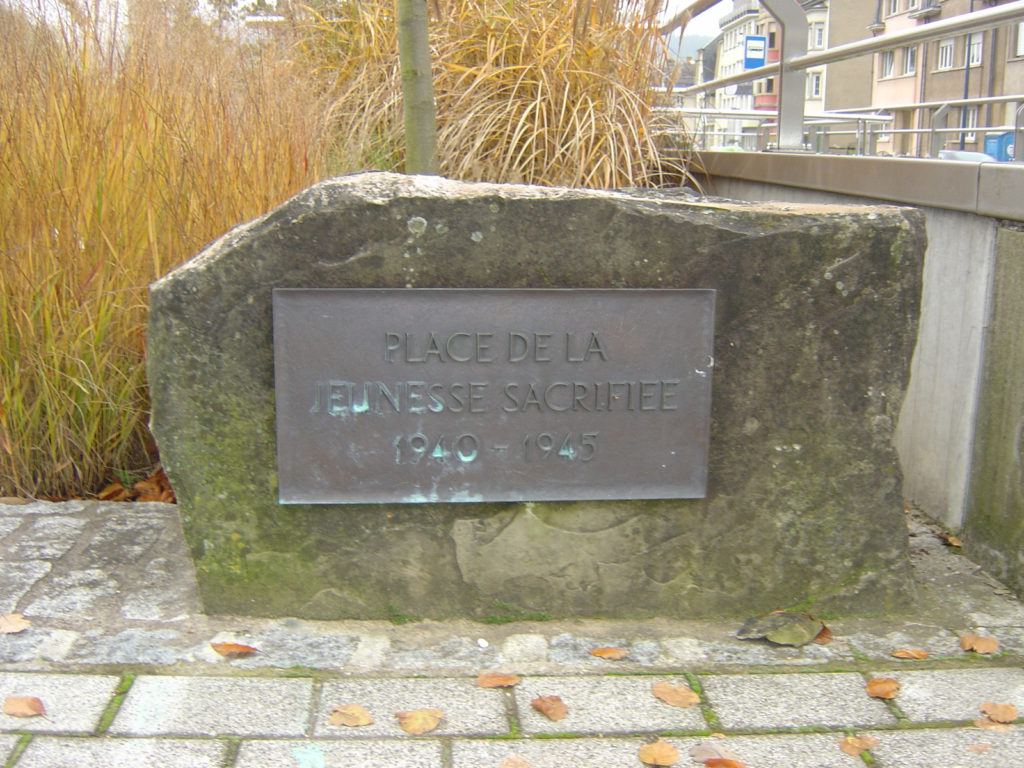 PLACE DE LA
JEUNESSE SACRIFIEE
1940 - 1945